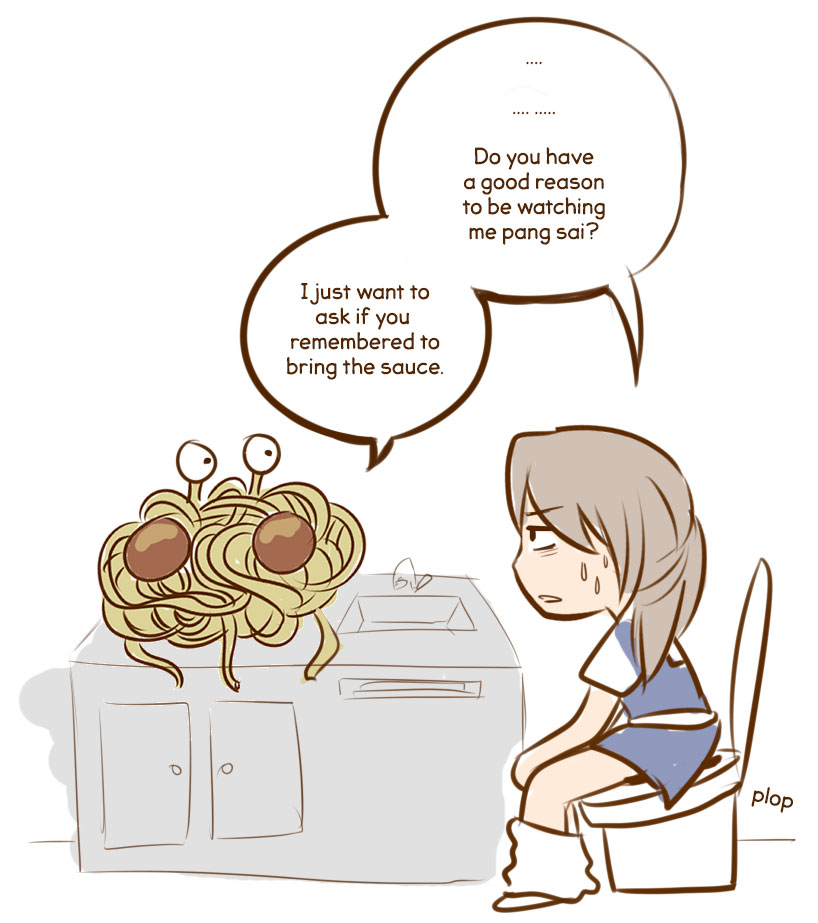 ....
.... .....
Do you have
a good reason
to be watching
me pang sai?
I just want to
ask if you
remembered to
bring the sauce.
plop